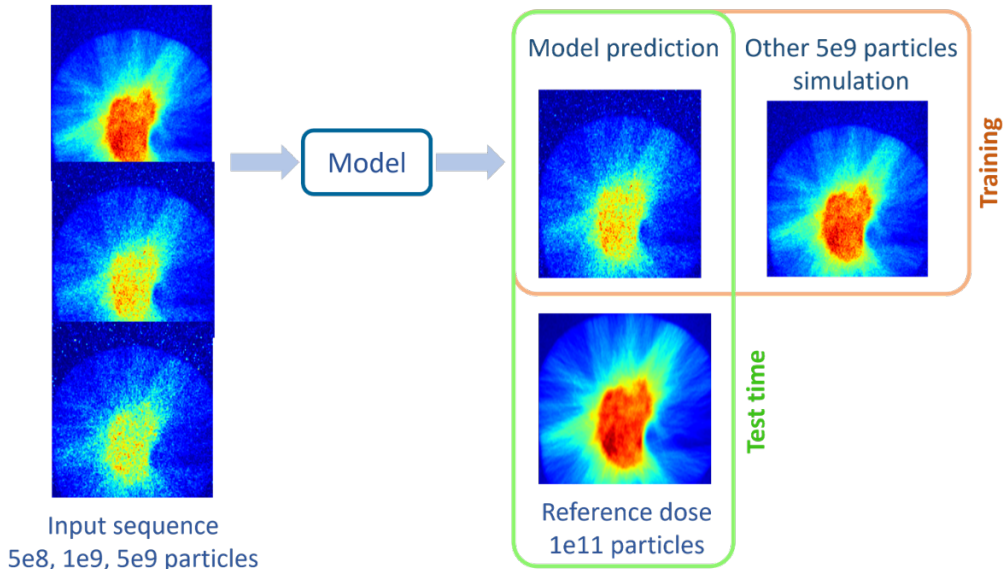 Model prediction
Other 5e9 particles
simulation
Model
Training
Test time
Input sequence
5e8, 1e9, 5e9 particles
Reference dose
1e11 particles